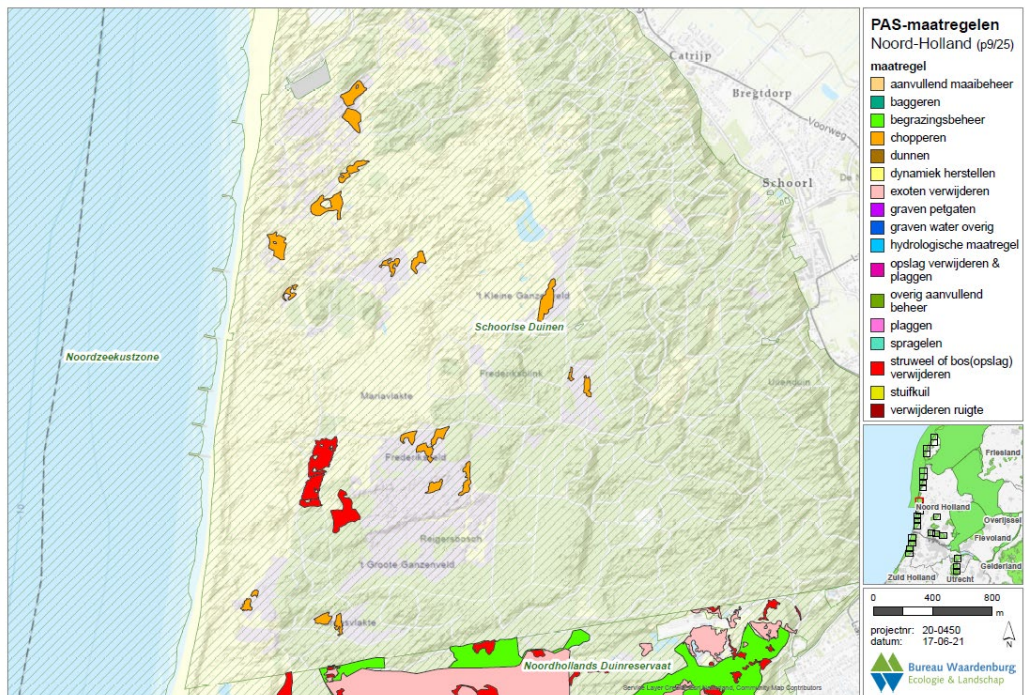 Catrijp
Bregtdorp
Voorweg
Schoorl
't Kleine Ganzenveld
Schoorlse Duinen
Noordzeekustzone
Frederiksblink
Mariavlakte
Frederiksveld
Reigersbosch
't Groote Ganzenveld
-10
Noordhollands Duinreservaat
PAS-maatregelen
Noord-Holland (p9/25)
maatregel
aanvullend maaibeheer
baggeren
begrazingsbeheer
chopperen
dunnen
dynamiek herstellen
exoten verwijderen
graven petgaten
graven water overig
hydrologische maatregel
opslag verwijderen &
plaggen
overig aanvullend
beheer
plaggen
spragelen
struweel of bos(opslag)
verwijderen
stuifkuil
verwijderen ruigte
Friesland
Noord Holland
Overijssel
Flevoland
Gelderland
Zuid Holland
Utrecht
0 400 800
m
projectnr: 20-0450
datum: 17-06-21
N
Bureau Waardenburg
Ecologie & Landschap